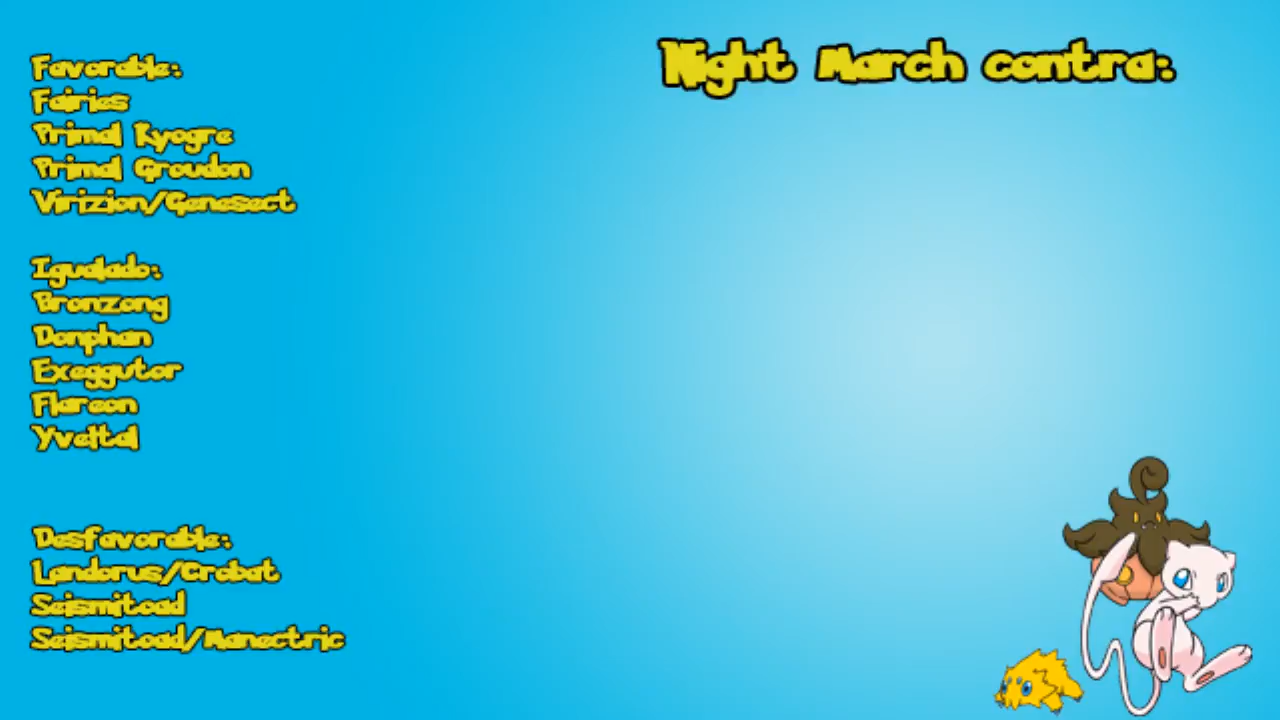 Night March contra:
Favorable:
Fairies
Primal Kyogre
Primal Groudon
Virizion/Genesect
Igualado:
Bronzong
Donphan
Exeggutor
Flareon
Yveltal
Desfavorable:
Landorus/Crobat
Seismitoad
Seismitoad/Manectric